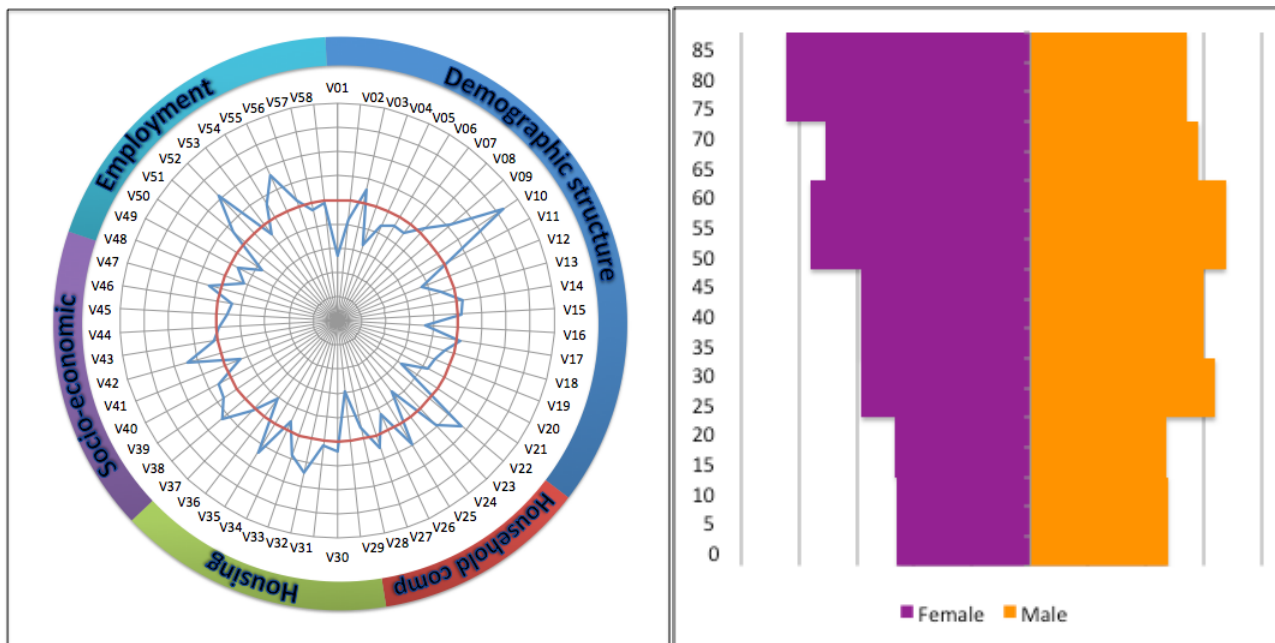 Demographic structure
Household comp
Housing
Socio-economic
Employment
V01
V02
V03
V04
V05
V06
V07
V08
V09
V10
V11
V12
V13
V14
V15
V16
V17
V18
V19
V20
V21
V22
V23
V24
V25
V26
V27
V28
V29
V30
V31
V32
V33
V34
V35
V36
V37
V38
V39
V40
V41
V42
V43
V44
V45
V46
V47
V48
V49
V50
V51
V52
V53
V54
V55
V56
V57
V58
85
80
75
70
65
60
55
50
45
40
35
30
25
20
15
10
5
0
Female Male